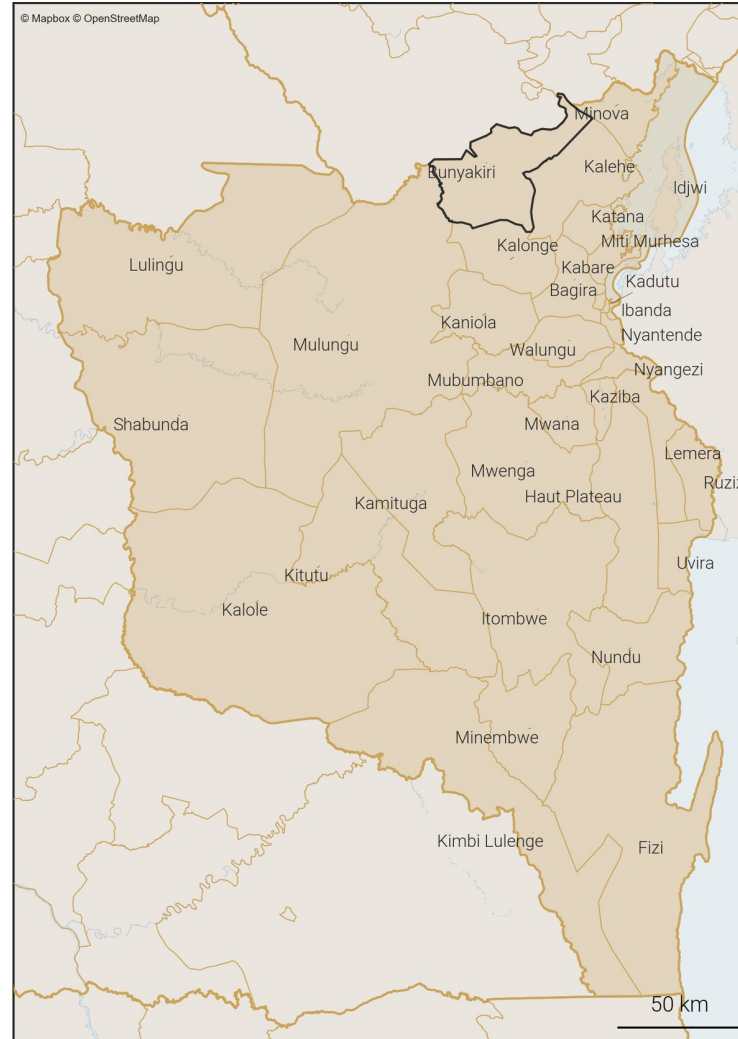 © Mapbox © OpenStreetMap
Minova
Bunyakiri
Kalehe
Idjwi
Katana
Miti Murhesa
Kalonge
Lulingu
Kabare
Kadutu
Bagira
Ibanda
Kaniola
Nyantende
Mulungu
Walungu
Nyangezi
Mubumbano
Kaziba
Shabunda
Mwana
Lemera
Mwenga
Ruziz
Kamituga
Haut Plateau
Uvira
Kitutu
Kalole
Itombwe
Nundu
Minembwe
Kimbi Lulenge
Fizi
50 km